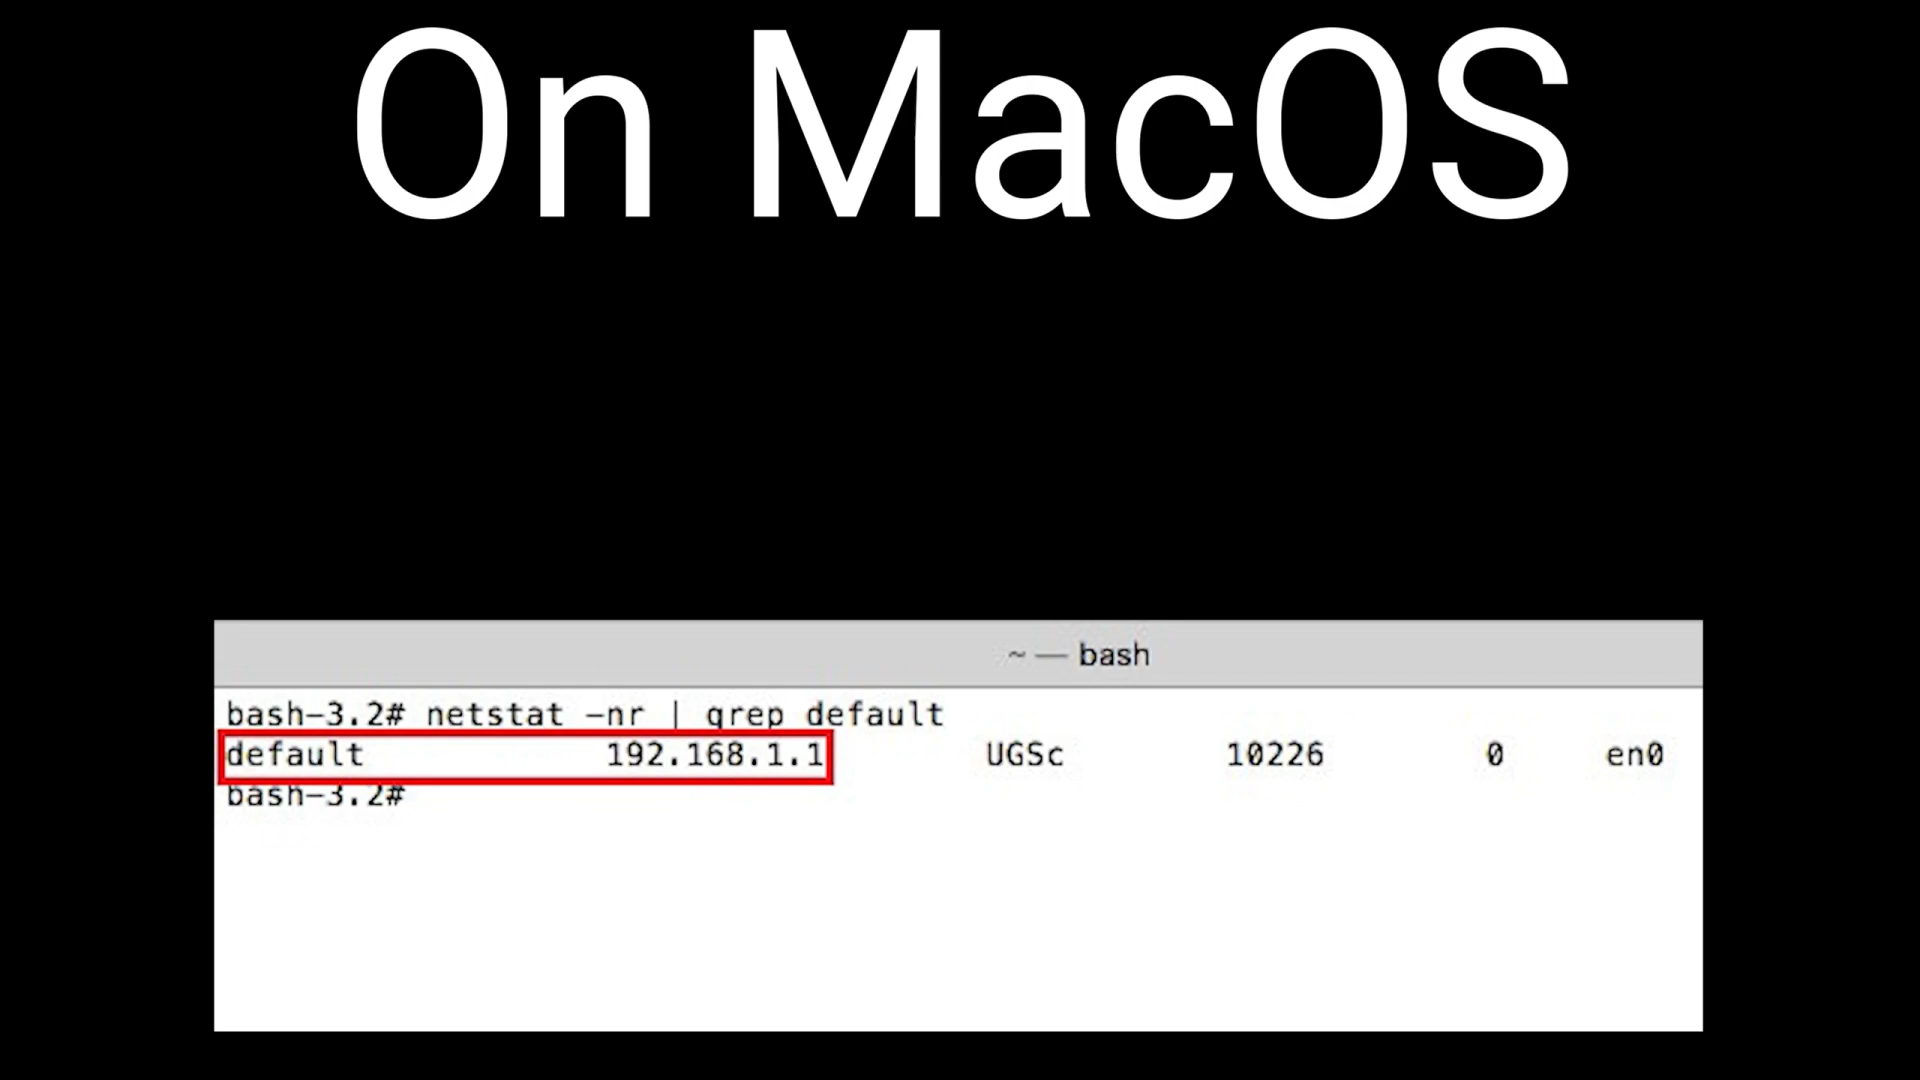 On MacOS
~ — bash
bash-3.2# netstat -nr | grep default
default 192.168.1.1 UGSc 10226 0 en0
bash-3.2#